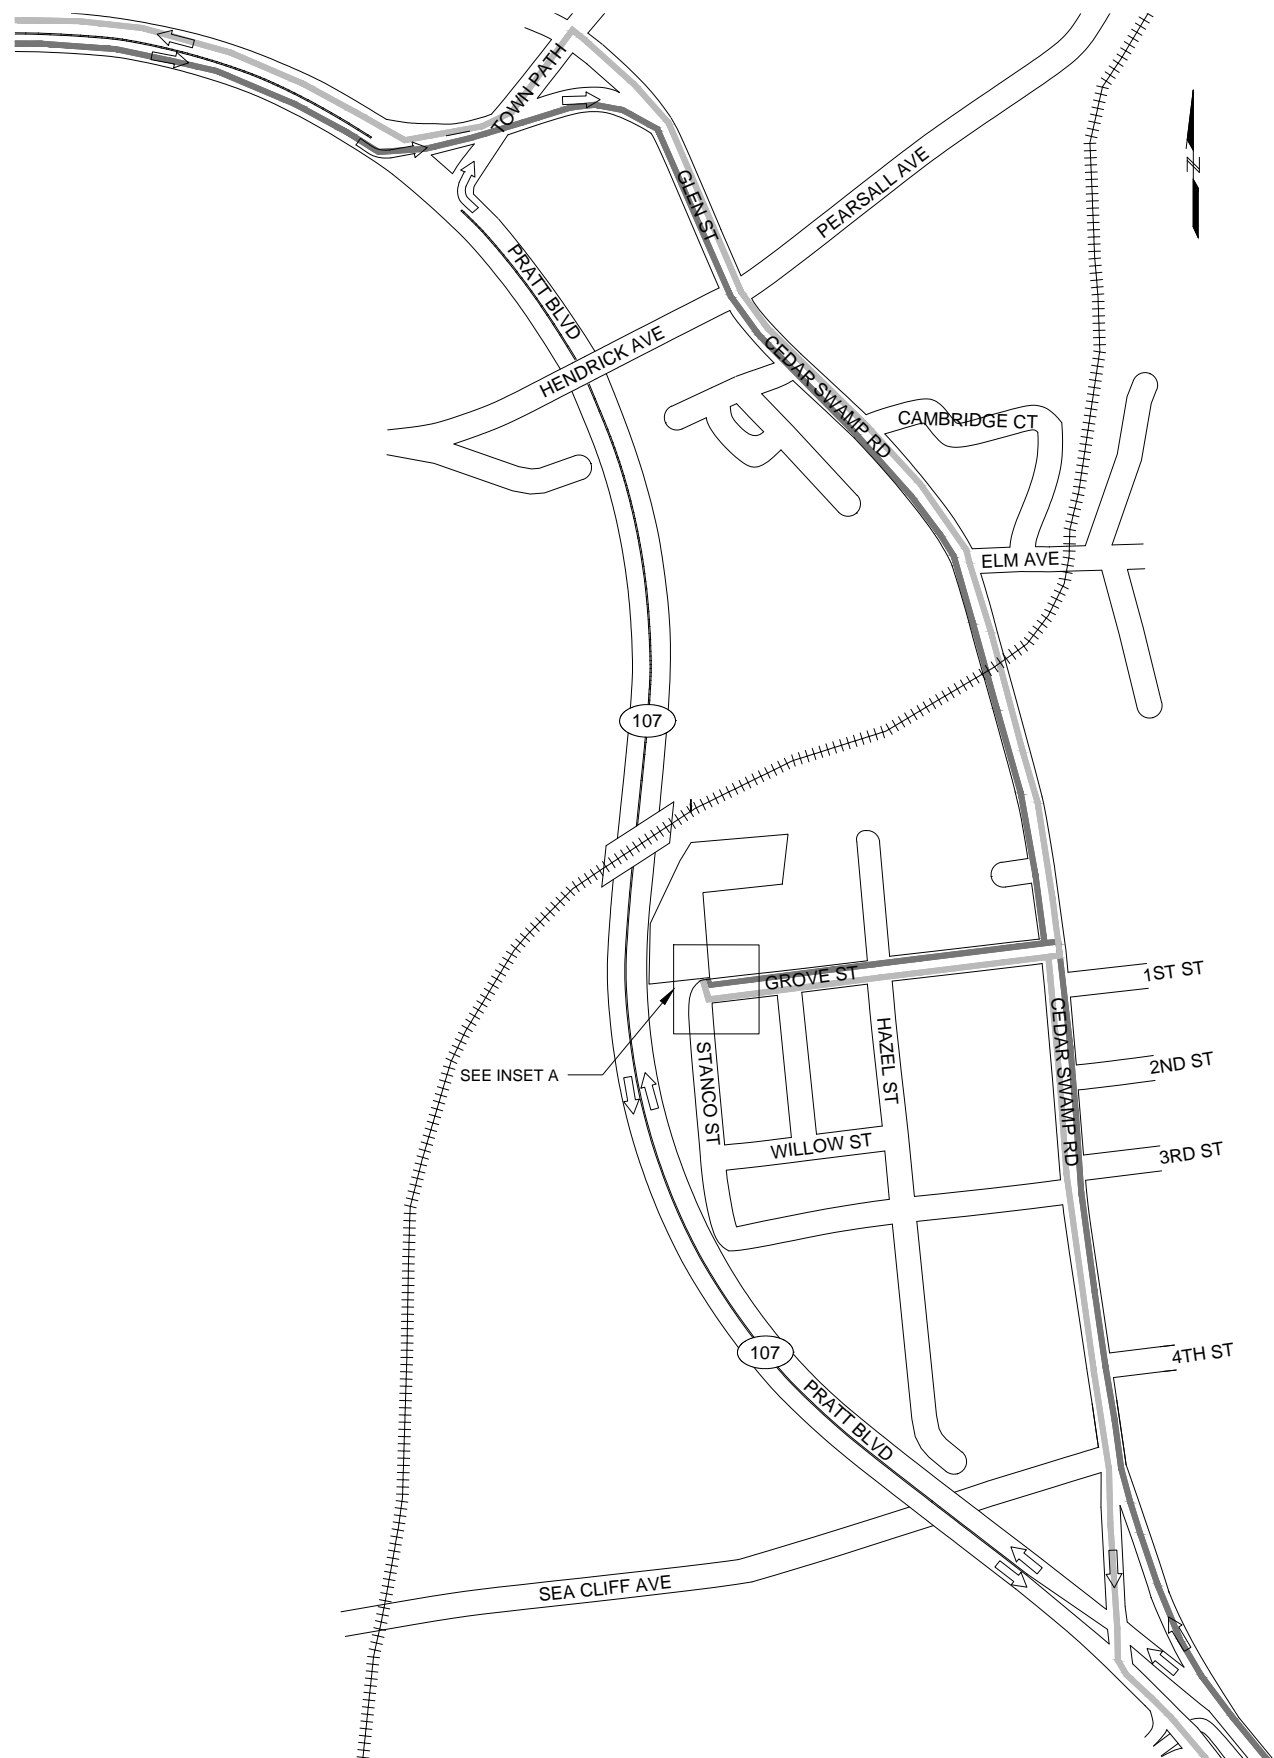 TOWN PATH
PEARSALL AVE
N
GLEN ST
PRATT BLVD
HENDRICK AVE
CEDAR SWAMP RD
CAMBRIDGE CT
ELM AVE
107
GROVE ST
1ST ST
SEE INSET A
STANCO ST
HAZEL ST
CEDAR SWAMP RD
2ND ST
WILLOW ST
3RD ST
107
4TH ST
PRATT BLVD
SEA CLIFF AVE